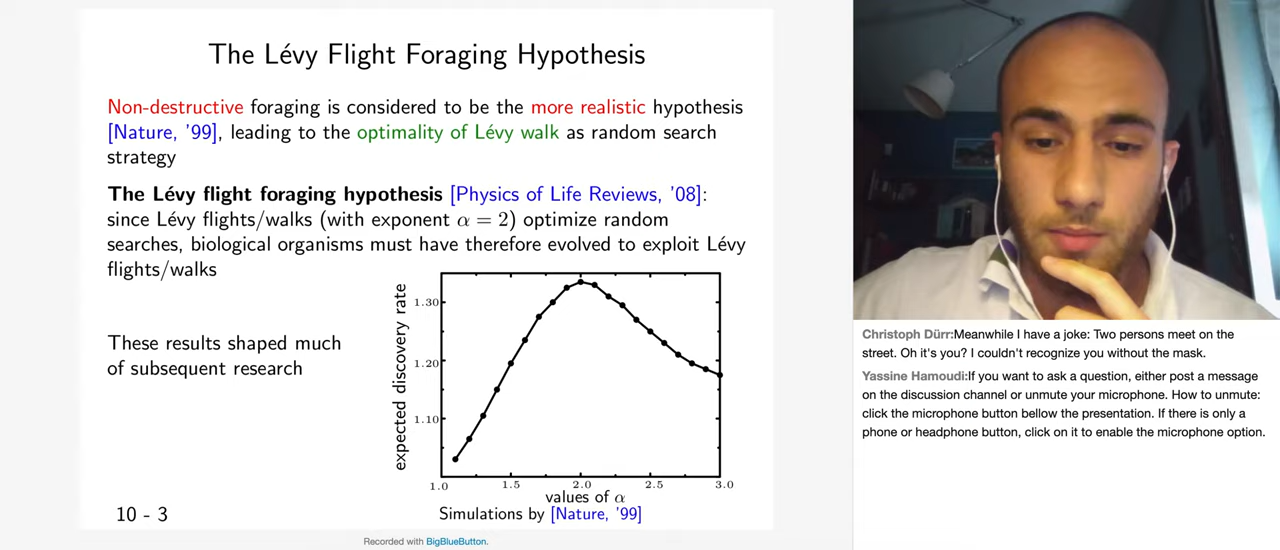 The Lévy Flight Foraging Hypothesis
Non-destructive foraging is considered to be the more realistic hypothesis
[Nature, '99], leading to the optimality of Lévy walk as random search
strategy
The Lévy flight foraging hypothesis [Physics of Life Reviews, '08]:
since Lévy flights/walks (with exponent α = 2) optimize random
searches, biological organisms must have therefore evolved to exploit Lévy
flights/walks
These results shaped much
of subsequent research
expected discovery rate
1.30
1.20
1.10
1.0 1.5 2.0 2.5 3.0
values of α
Simulations by [Nature, '99]
10 - 3
Recorded with BigBlueButton.
Christoph Dürr:Meanwhile I have a joke: Two persons meet on the
street. Oh it's you? I couldn't recognize you without the mask.
Yassine Hamoudi:If you want to ask a question, either post a message
on the discussion channel or unmute your microphone. How to unmute:
click the microphone button bellow the presentation. If there is only a
phone or headphone button, click on it to enable the microphone option.